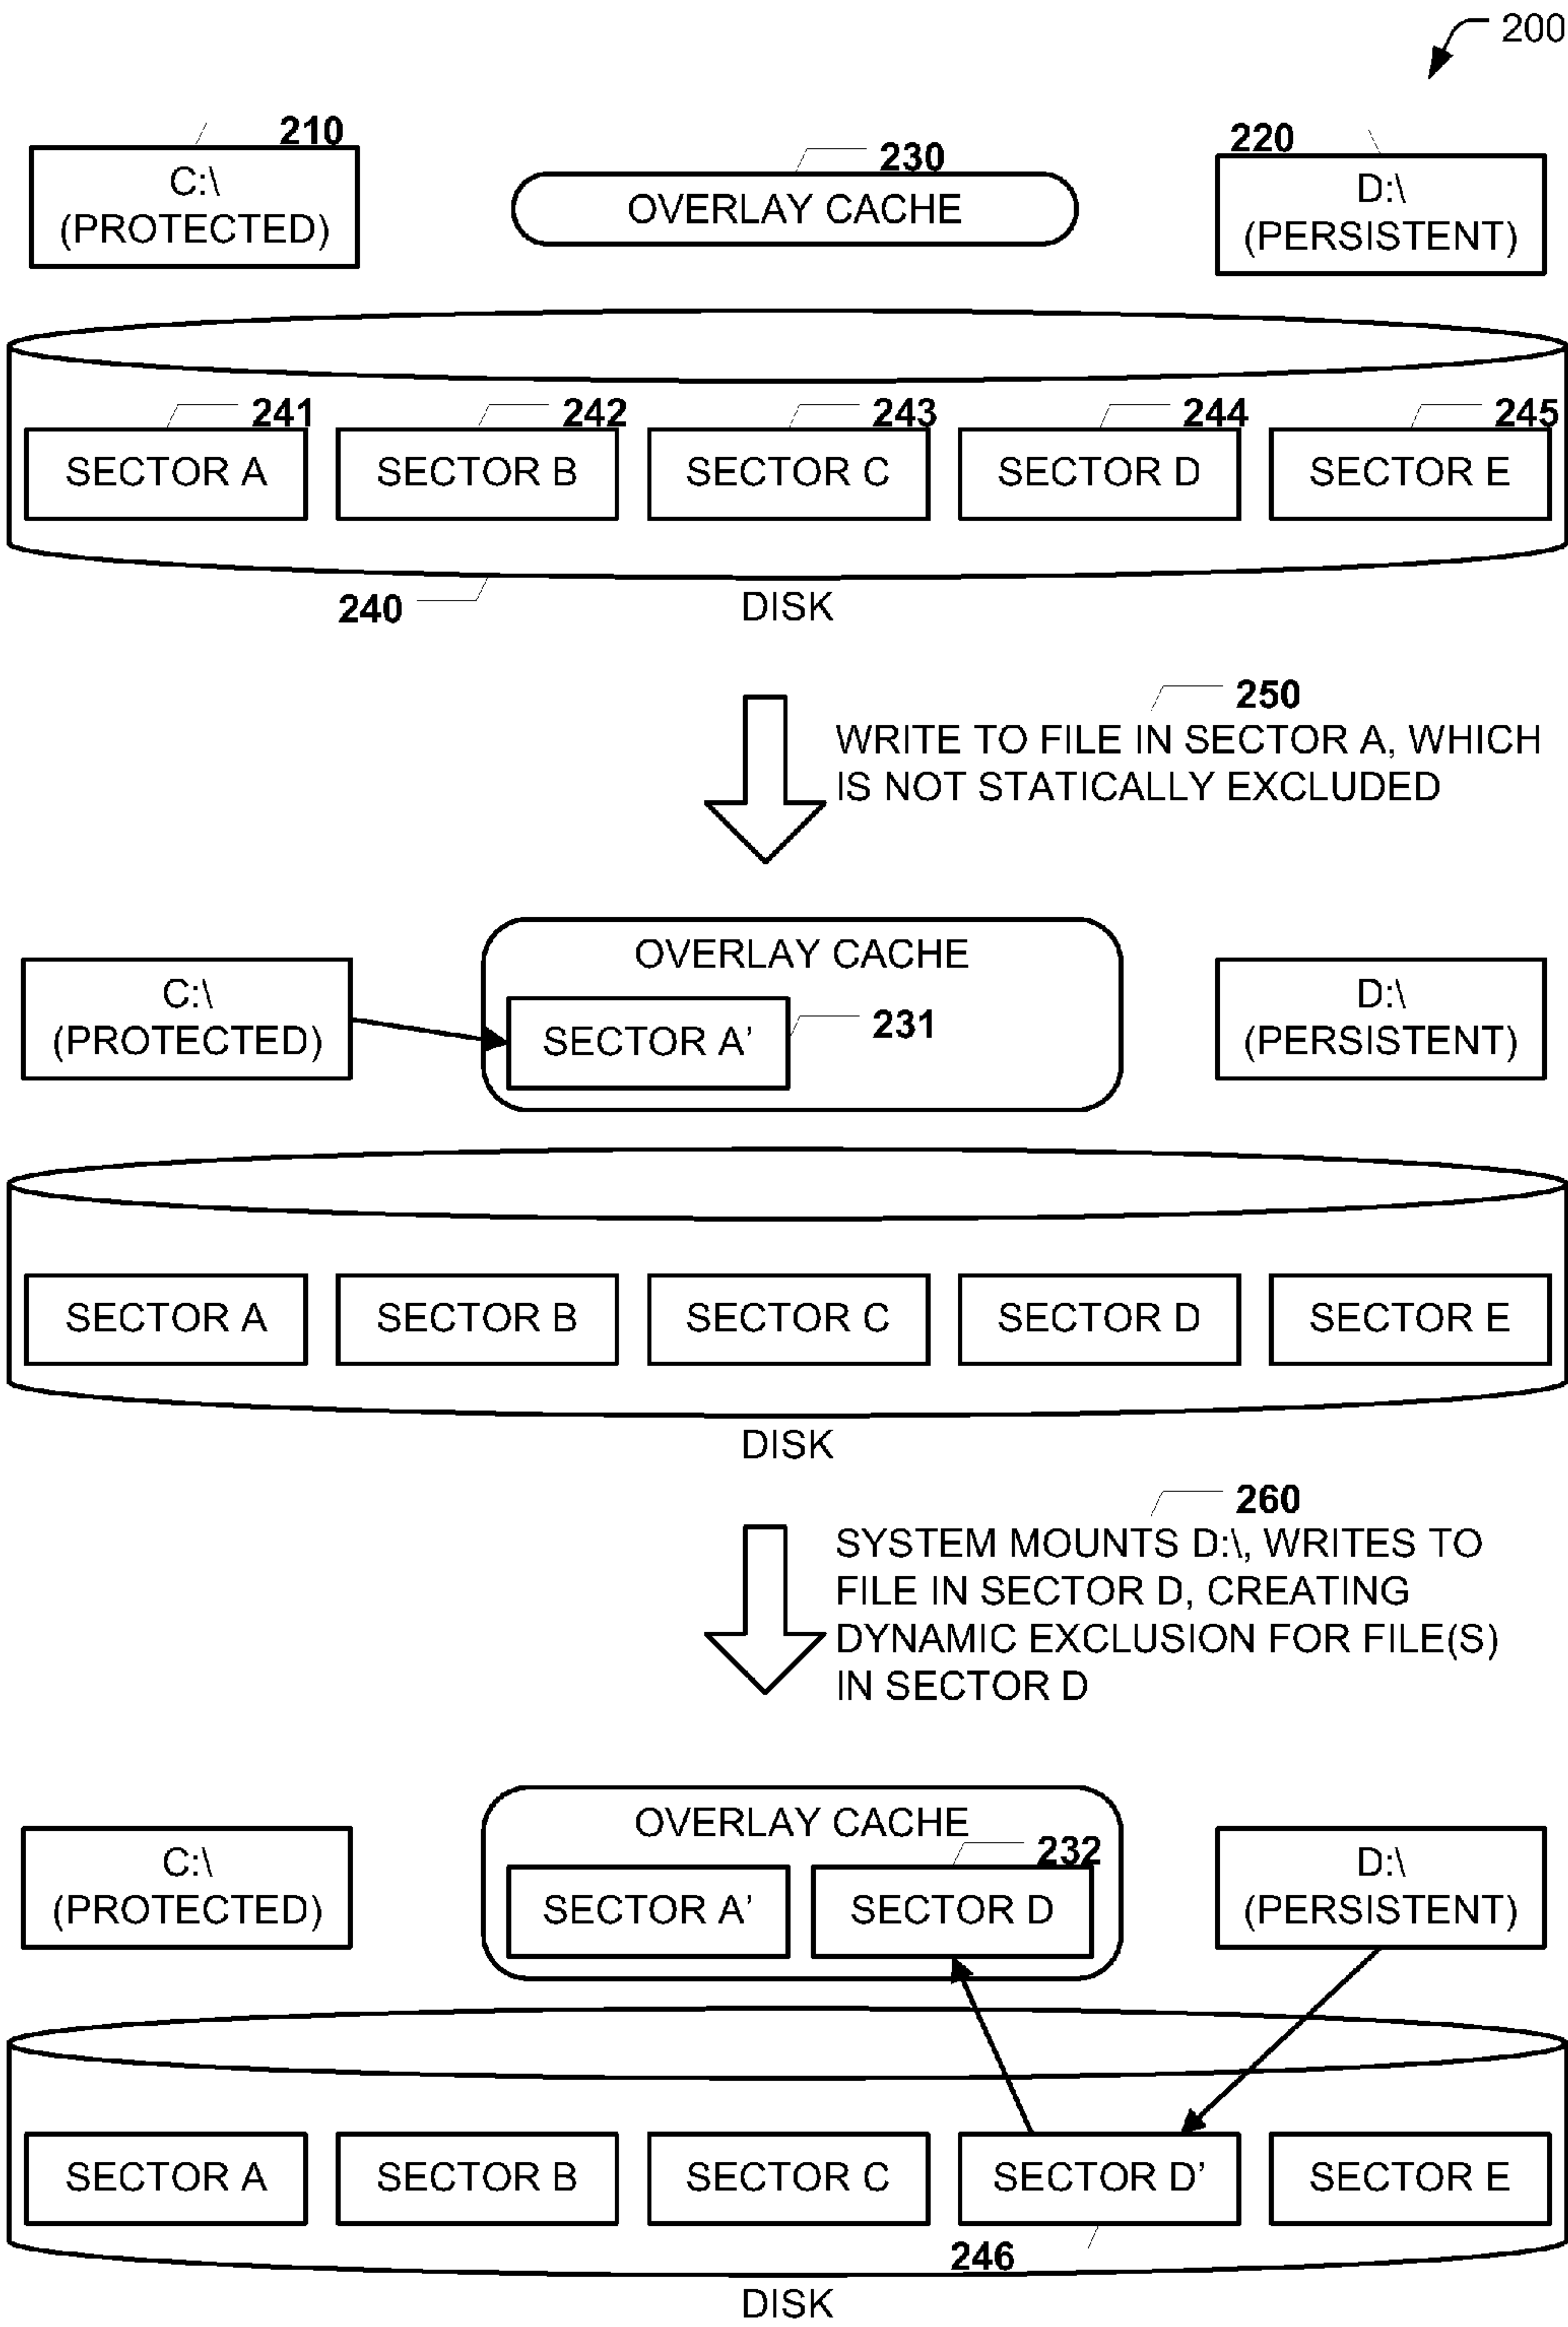 200
210
C:\
(PROTECTED)
230
OVERLAY CACHE
220
D:\
(PERSISTENT)
241
SECTOR A
242
SECTOR B
243
SECTOR C
244
SECTOR D
245
SECTOR E
240
DISK
250
WRITE TO FILE IN SECTOR A, WHICH
IS NOT STATICALLY EXCLUDED
C:\
(PROTECTED)
OVERLAY CACHE
SECTOR A’
231
D:\
(PERSISTENT)
SECTOR A
SECTOR B
SECTOR C
SECTOR D
SECTOR E
DISK
260
SYSTEM MOUNTS D:\, WRITES TO
FILE IN SECTOR D, CREATING
DYNAMIC EXCLUSION FOR FILE(S)
IN SECTOR D
C:\
(PROTECTED)
OVERLAY CACHE
232
SECTOR A’
SECTOR D
D:\
(PERSISTENT)
SECTOR A
SECTOR B
SECTOR C
SECTOR D’
SECTOR E
246
DISK